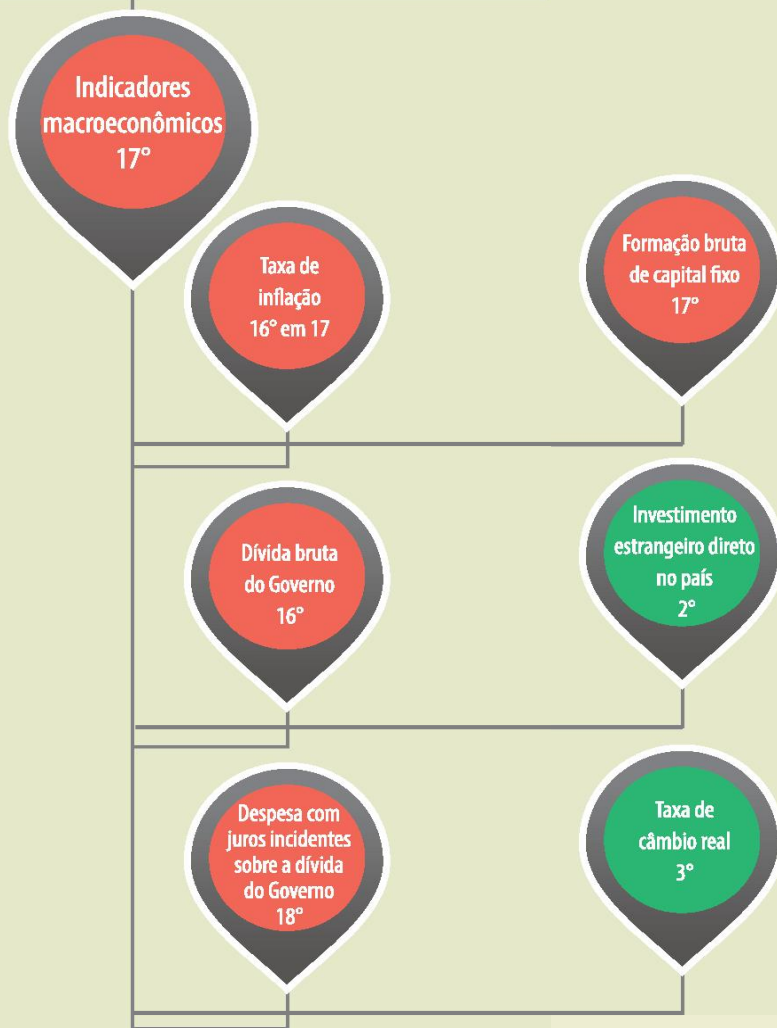 Indicadores
macroeconômicos
17°
Taxa de
inflação
16° em 17
Formação bruta
de capital fixo
17°
Dívida bruta
do Governo
16°
Investimento
estrangeiro direto
no país
2°
Despesa com
juros incidentes
sobre a dívida
do Governo
18°
Taxa de
câmbio real
3°